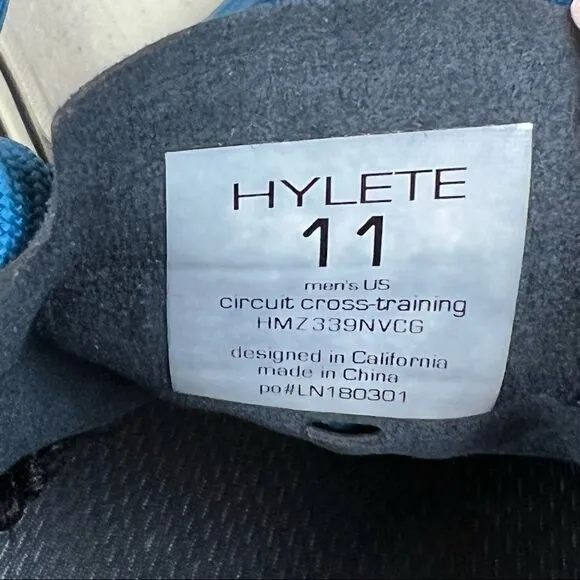 HYLETE
11
men's US
circuit cross-training
HMZ339NVCG
designed in California
made in China
po#LN180301